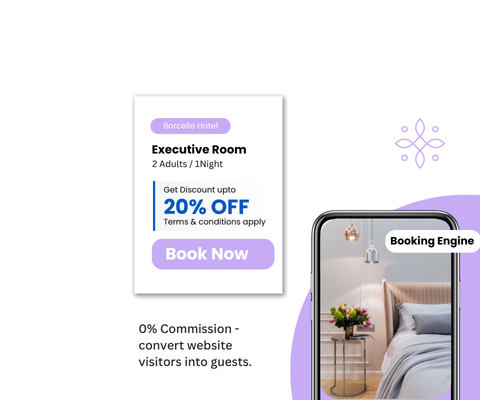 Borcelle Hotel
Executive Room
2 Adults / 1Night
Get Discount upto
20% OFF
Terms & conditions apply
Book Now
Booking Engine
0% Commission -
convert website
visitors into guests.